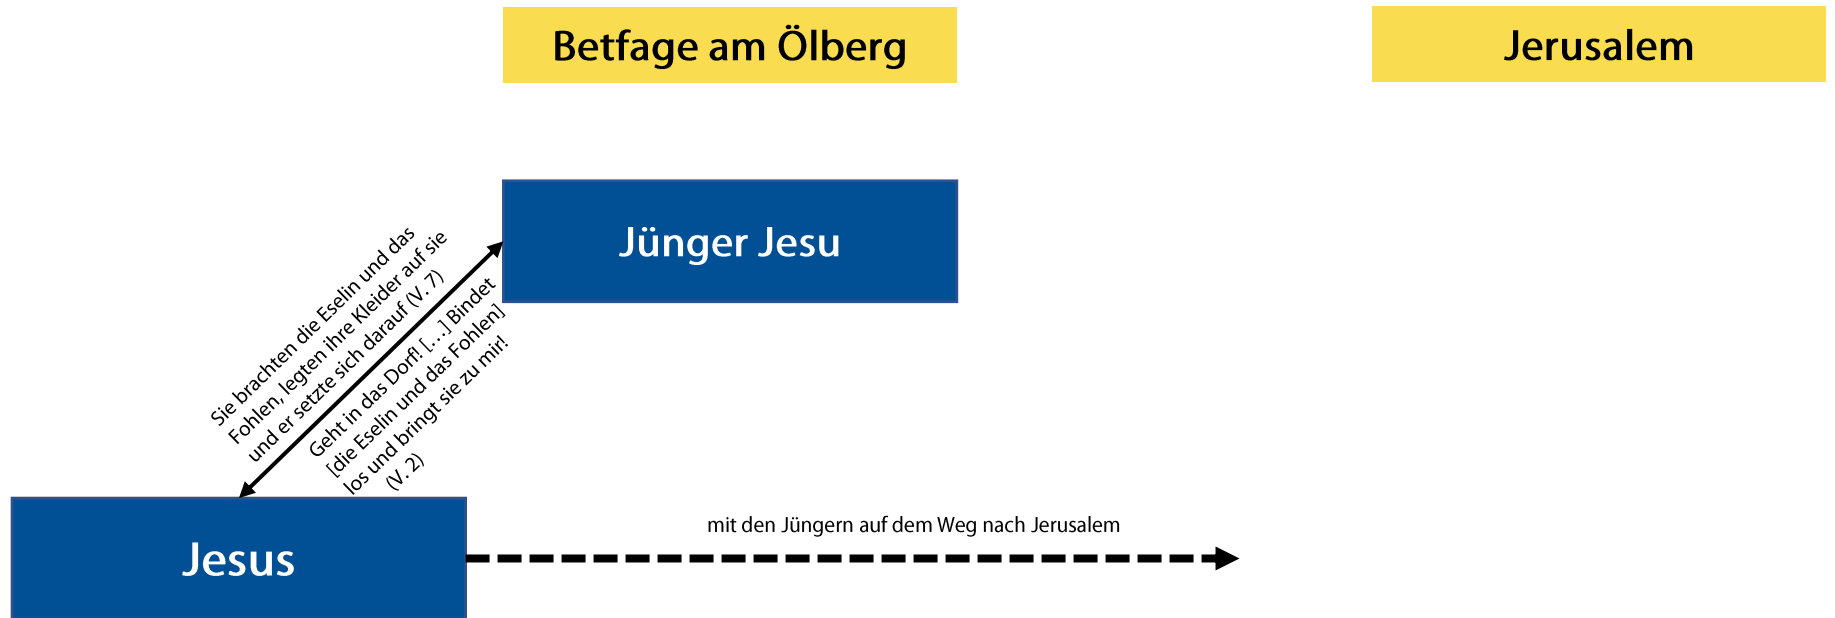 Betfage am Ölberg
Jerusalem
Jünger Jesu
Sie brachten die Eselin und das
Fohlen, legten ihre Kleider auf sie
und er setzte sich darauf (V. 7)
Geht in das Dorf! […] Bindet
[die Eselin und das Fohlen]
los und bringt sie zu mir!
(V. 2)
Jesus
mit den Jüngern auf dem Weg nach Jerusalem